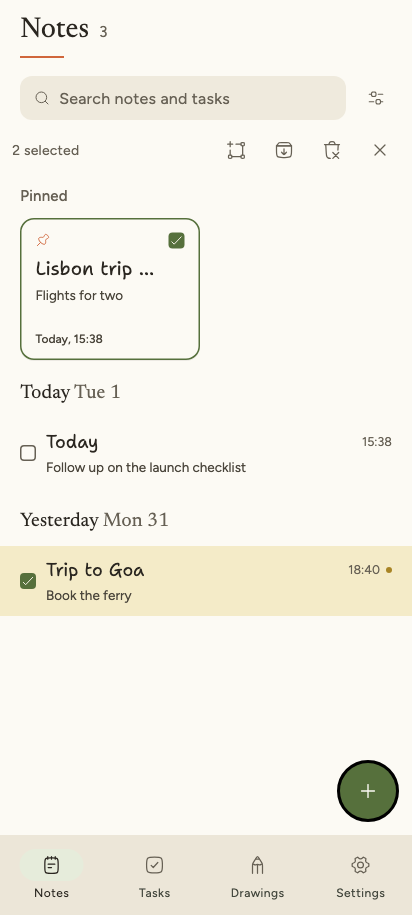 Notes 3
Search notes and tasks
2 selected
Pinned
Lisbon trip ...
Flights for two
Today, 15:38
Today Tue 1
Today 15:38
Follow up on the launch checklist
Yesterday Mon 31
Trip to Goa 18:40
Book the ferry
Notes Tasks Drawings Settings